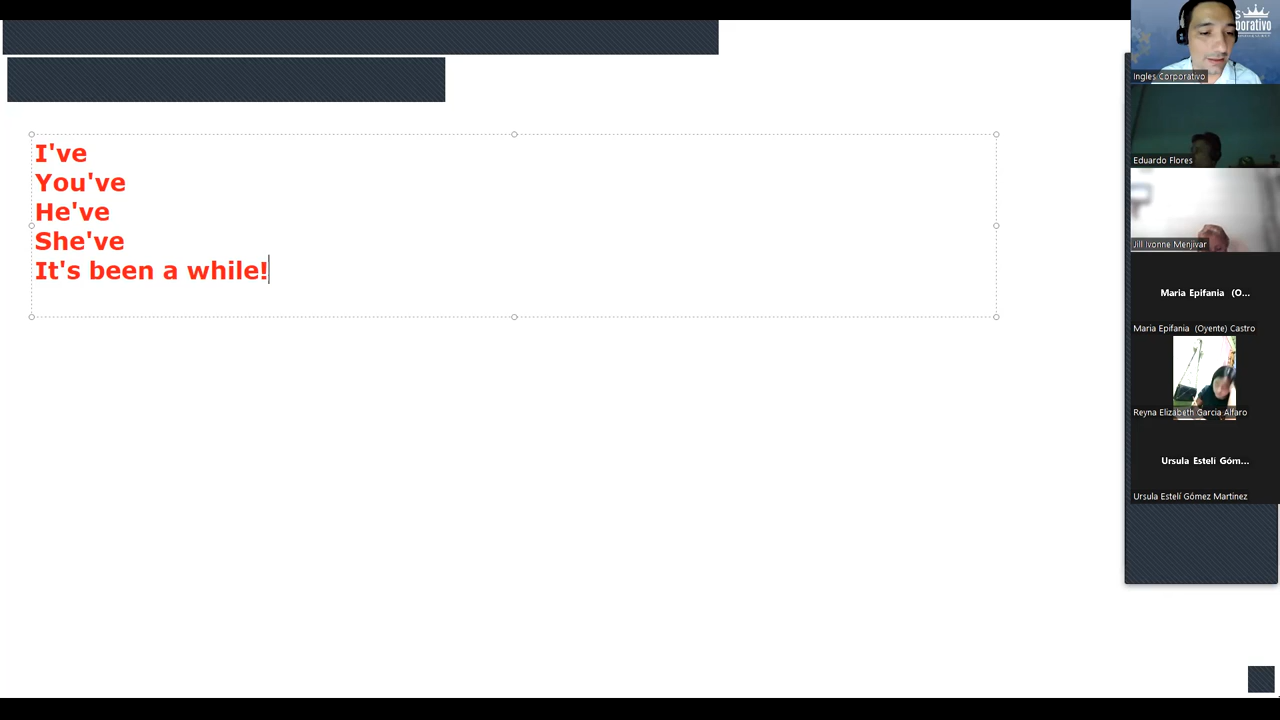 I've
You've
He've
She've
It's been a while!
Ingles Corporativo
Eduardo Flores
Jill Ivonne Menjivar
Maria Epifania (O...
Maria Epifania (Oyente) Castro
Reyna Elizabeth Garcia Alfaro
Ursula Estelí Góm...
Ursula Estelí Gómez Martinez